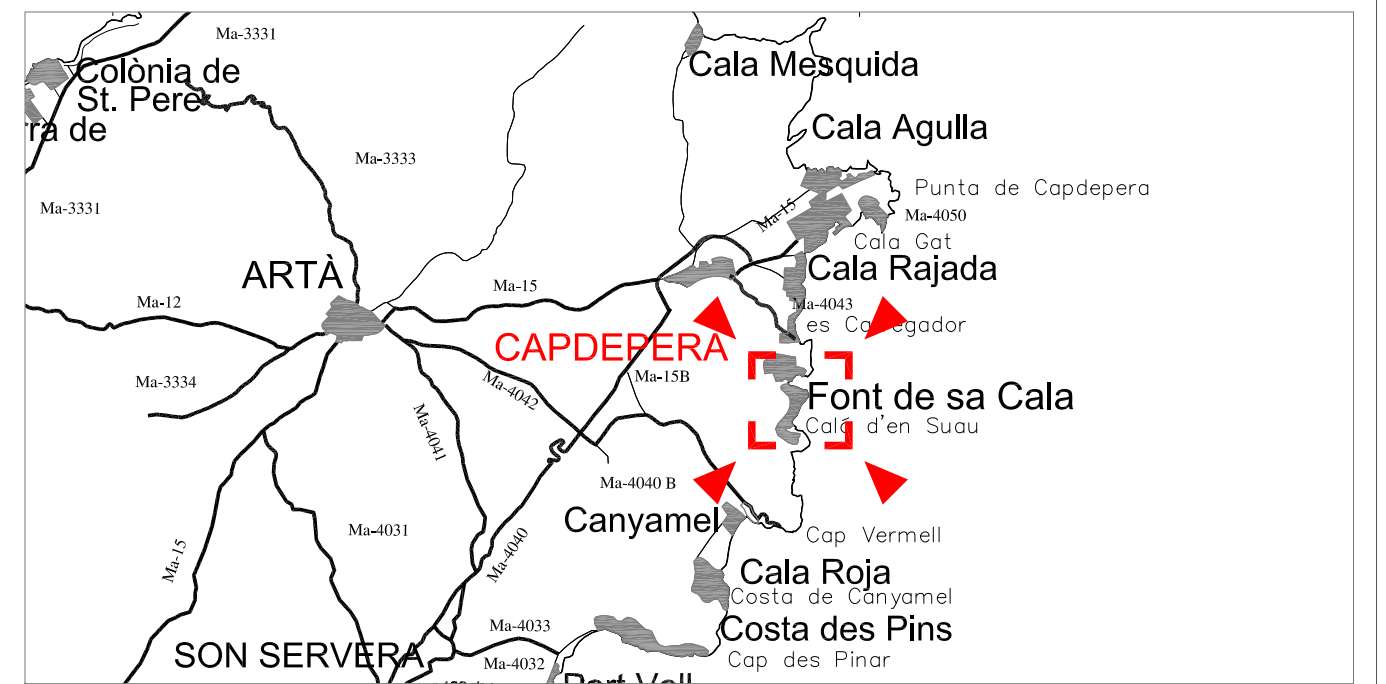 Ma-3331
Cala Mesquida
Colònia de
St. Pere
rra de
Cala Agulla
Ma-3333
Punta de Capdepera
Ma-3331
Ma-15
Ma-4050
Cala Gat
ARTÀ
Cala Rajada
Ma-15
Ma-12
Ma-4043
es Carregador
CAPDEPERA
Ma-3334
Ma-4042
Ma-15B
Font de sa Cala
Caló d'en Suau
Ma-4041
Ma-4040 B
Canyamel
Ma-4031
Cap Vermell
Ma-15
Ma-4040
Cala Roja
Costa de Canyamel
Ma-4033
Costa des Pins
SON SERVERA
Ma-4032
Cap des Pinar
Port Vell